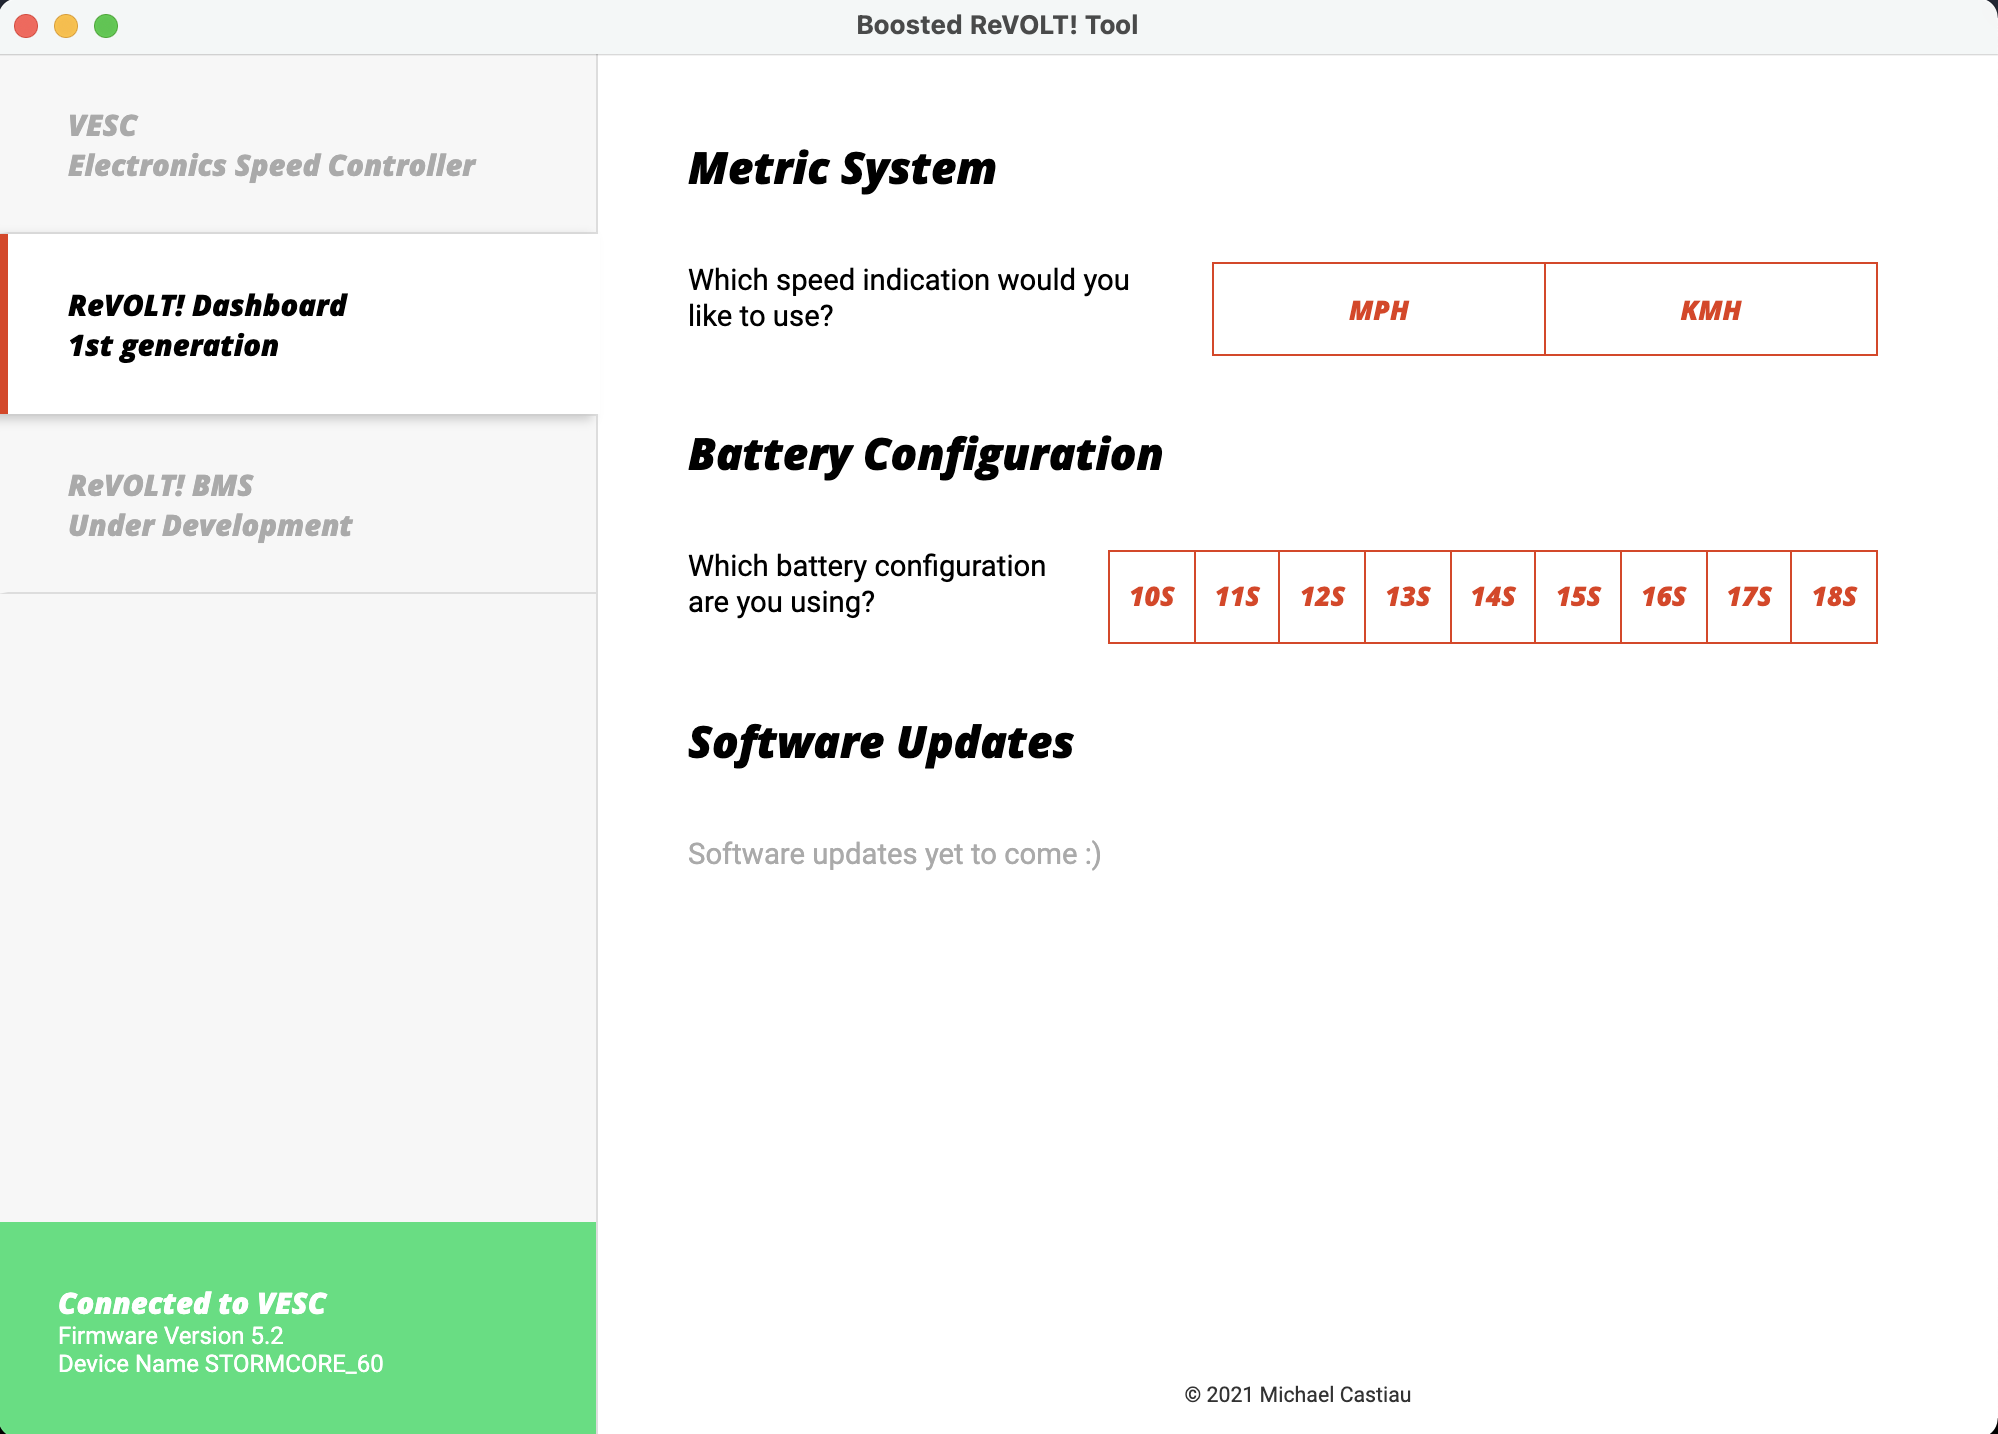 Boosted ReVOLT! Tool
VESC
Electronics Speed Controller
ReVOLT! Dashboard
1st generation
ReVOLT! BMS
Under Development
Connected to VESC
Firmware Version 5.2
Device Name STORMCORE_60
Metric System
Which speed indication would you
like to use?
MPH KMH
Battery Configuration
Which battery configuration
are you using?
10S 11S 12S 13S 14S 15S 16S 17S 18S
Software Updates
Software updates yet to come :)
© 2021 Michael Castiau